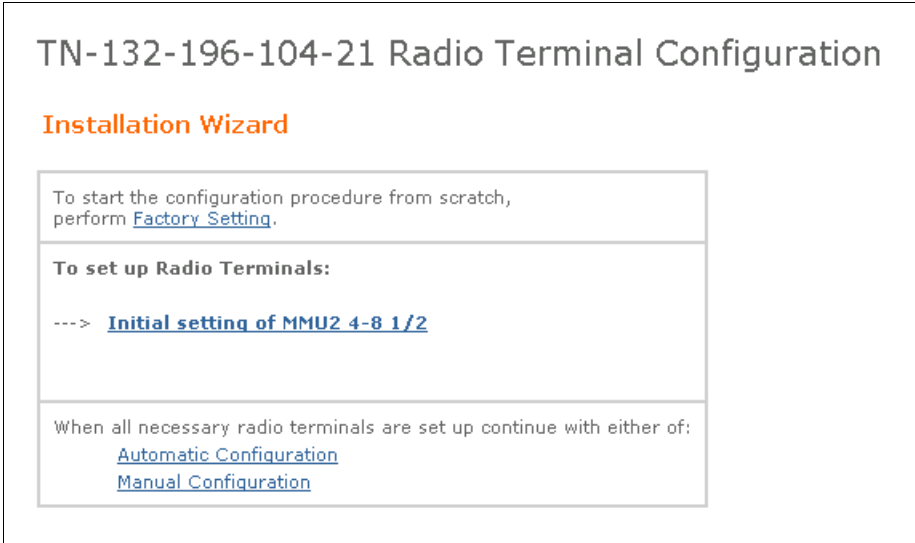 TN-132-196-104-21 Radio Terminal Configuration
Installation Wizard
To start the configuration procedure from scratch,
perform Factory Setting.
To set up Radio Terminals:
---> Initial setting of MMU2 4-8 1/2
When all necessary radio terminals are set up continue with either of:
Automatic Configuration
Manual Configuration